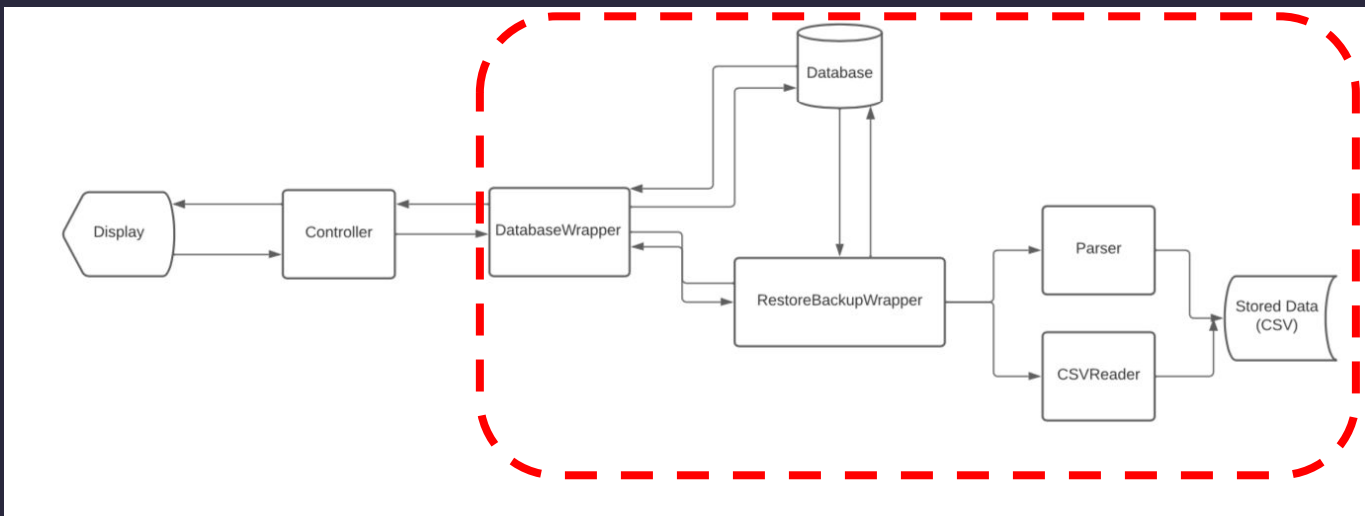 Database
Display
Controller
DatabaseWrapper
Parser
RestoreBackupWrapper
Stored Data
(CSV)
CSVReader